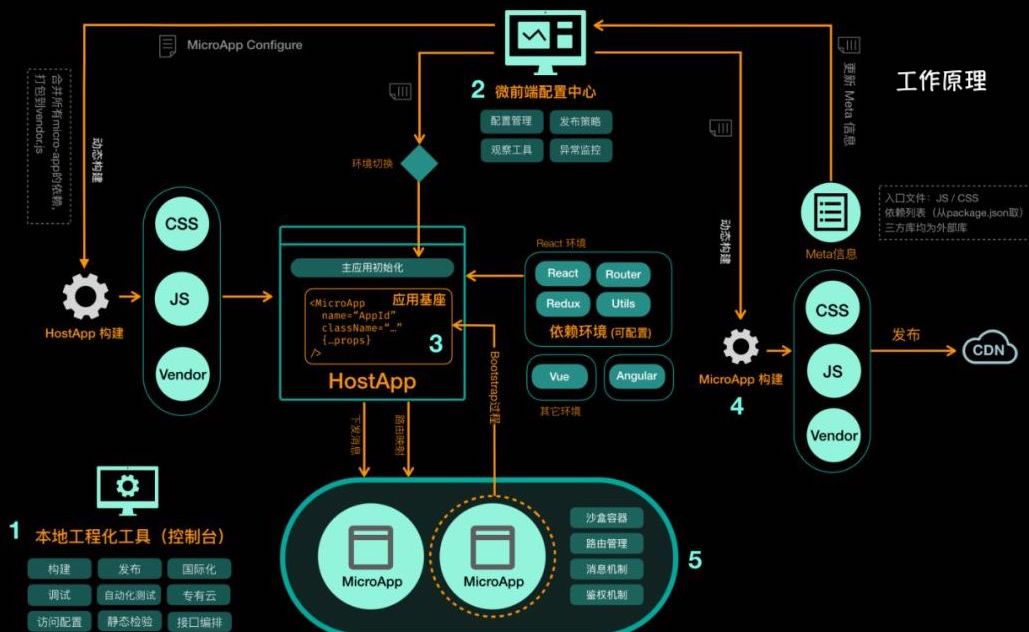 工作原理
MicroApp Configure
合并所有micro-app的依赖,
打包到vendor.js
动态构建
2 微前端配置中心
配置管理
发布策略
观察工具
异常监控
环境切换
更新 Meta 信息
入口文件: JS / CSS
依赖列表（从package.json取）
三方库均为外部库
Meta信息
动态构建
HostApp 构建
CSS
JS
Vendor
主应用初始化
应用基座
<MicroApp
name="AppId"
className="…"
{…props}
/>
3
HostApp
React 环境
React
Router
Redux
Utils
依赖环境 (可配置)
Vue
Angular
其它环境
MicroApp 构建
4
CSS
JS
Vendor
发布
CDN
下发消息
路由映射
Bootstrap过程
1 本地工程化工具（控制台）
构建
发布
国际化
调试
自动化测试
专有云
访问配置
静态检验
接口编排
MicroApp
MicroApp
沙盒容器
路由管理
消息机制
鉴权机制
5